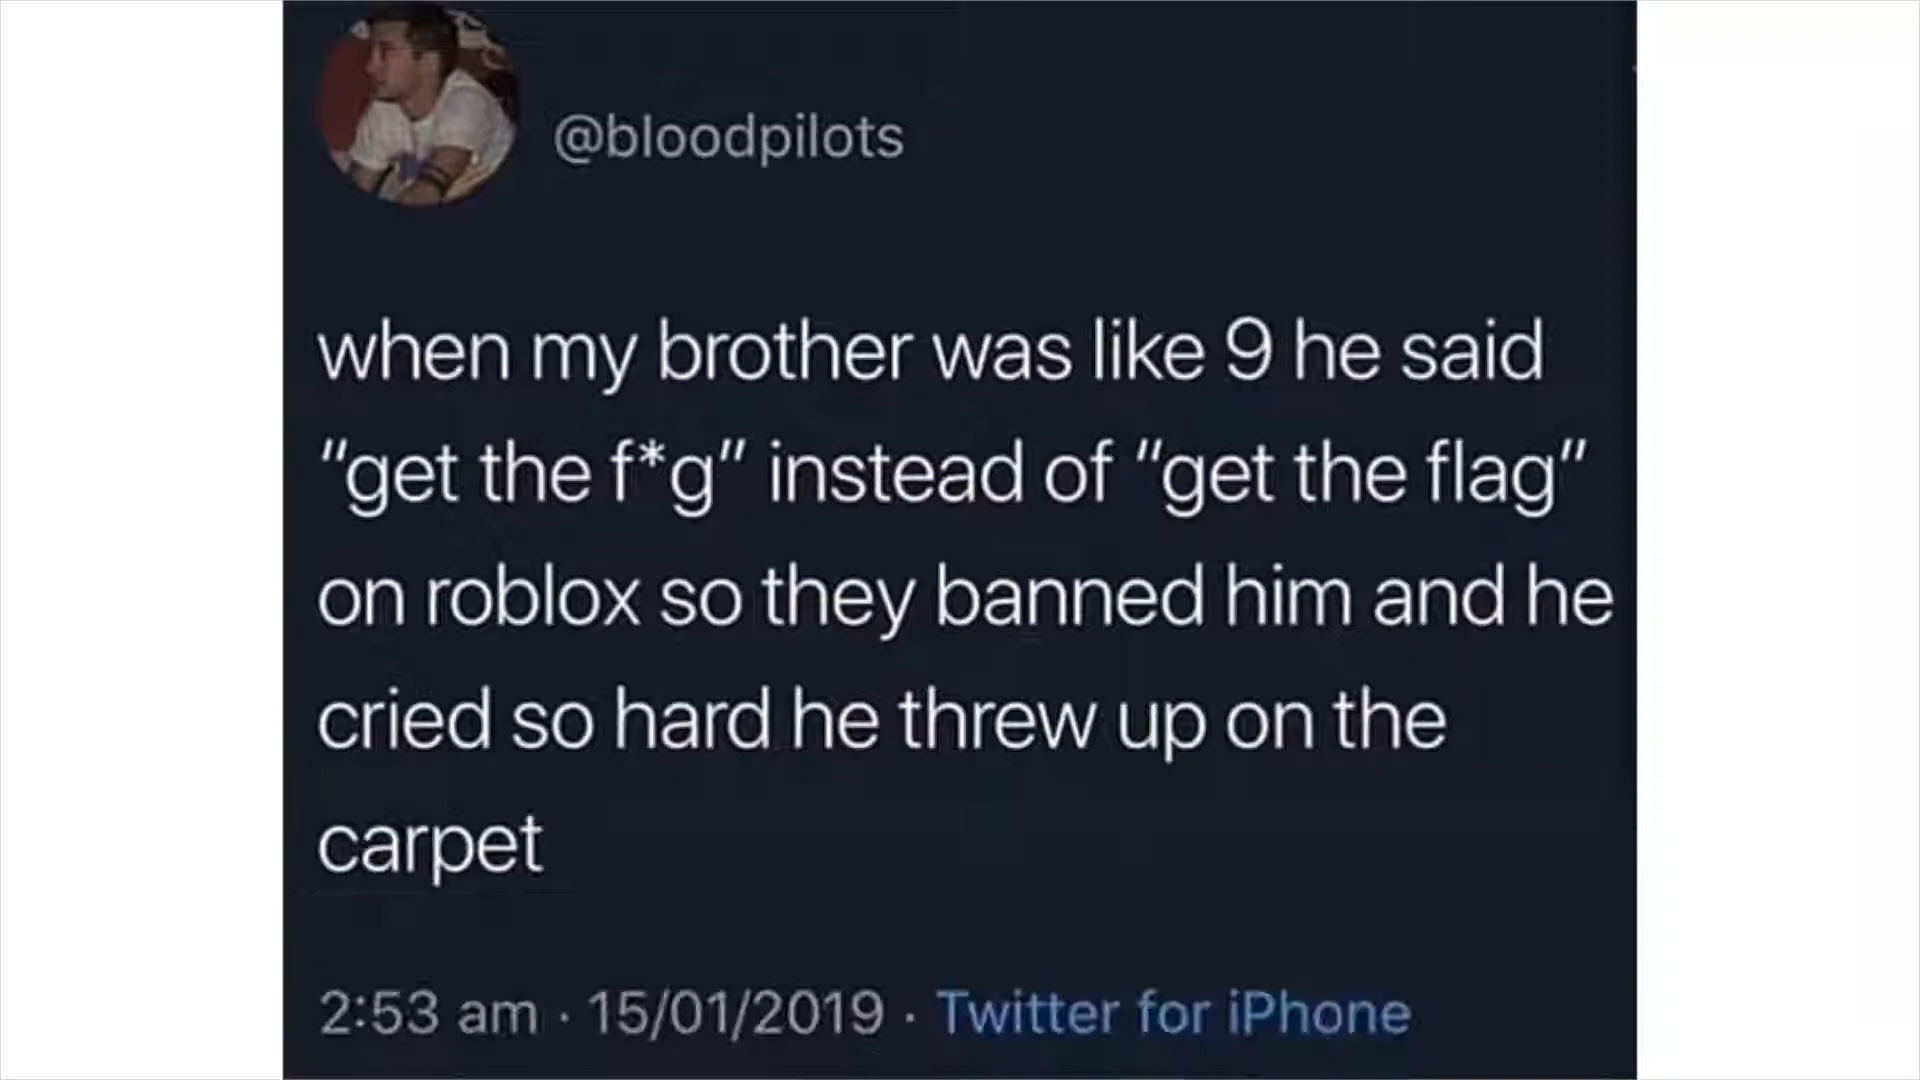 @bloodpilots
when my brother was like 9 he said
"get the f*g" instead of "get the flag"
on roblox so they banned him and he
cried so hard he threw up on the
carpet
2:53 am · 15/01/2019 · Twitter for iPhone